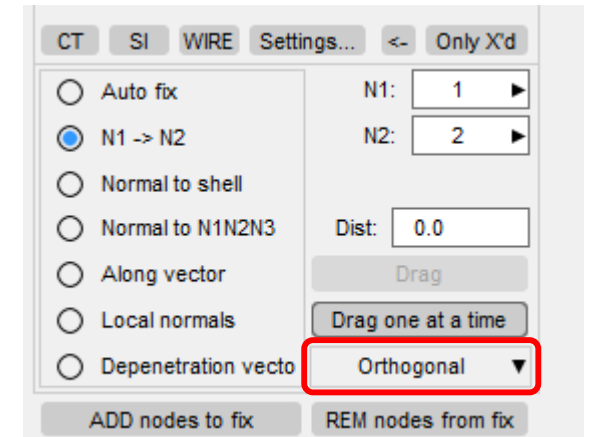 CT SI WIRE Settings... <- Only X'd
Auto fix N1: 1
N1 -> N2 N2: 2
Normal to shell
Normal to N1N2N3 Dist: 0.0
Along vector Drag
Local normals Drag one at a time
Depenetration vecto Orthogonal
ADD nodes to fix REM nodes from fix